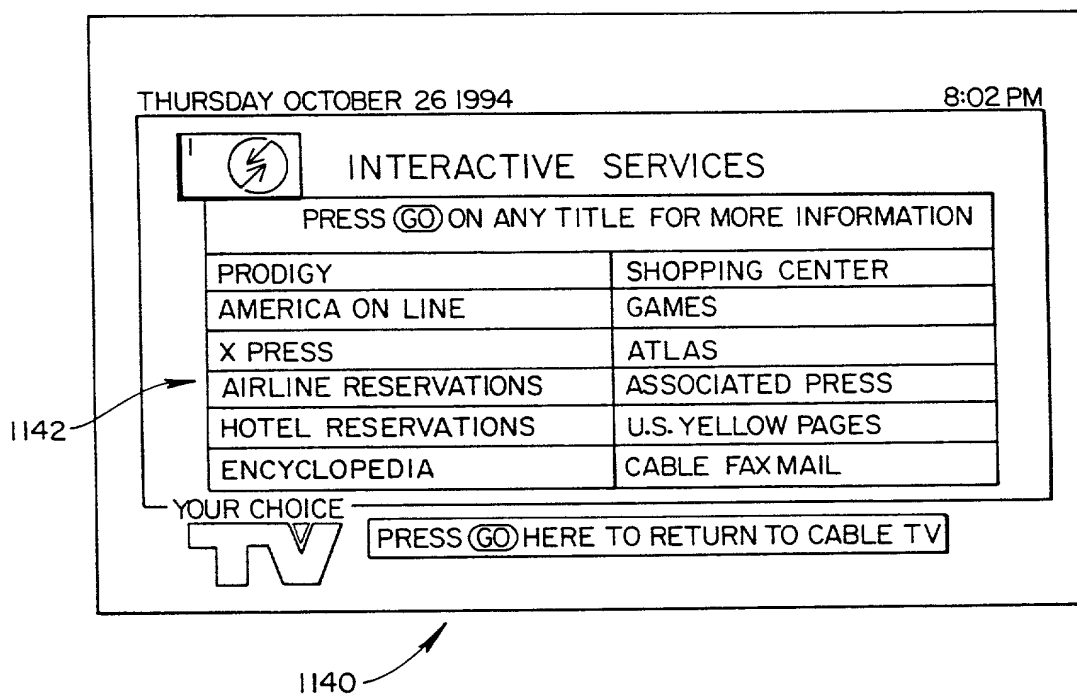 THURSDAY OCTOBER 26 1994 8:02 PM
1 INTERACTIVE SERVICES
PRESS GO ON ANY TITLE FOR MORE INFORMATION
PRODIGY SHOPPING CENTER
AMERICA ON LINE GAMES
X PRESS ATLAS
AIRLINE RESERVATIONS ASSOCIATED PRESS
1142
HOTEL RESERVATIONS U.S. YELLOW PAGES
ENCYCLOPEDIA CABLE FAXMAIL
YOUR CHOICE
TV
PRESS GO HERE TO RETURN TO CABLE TV
1140